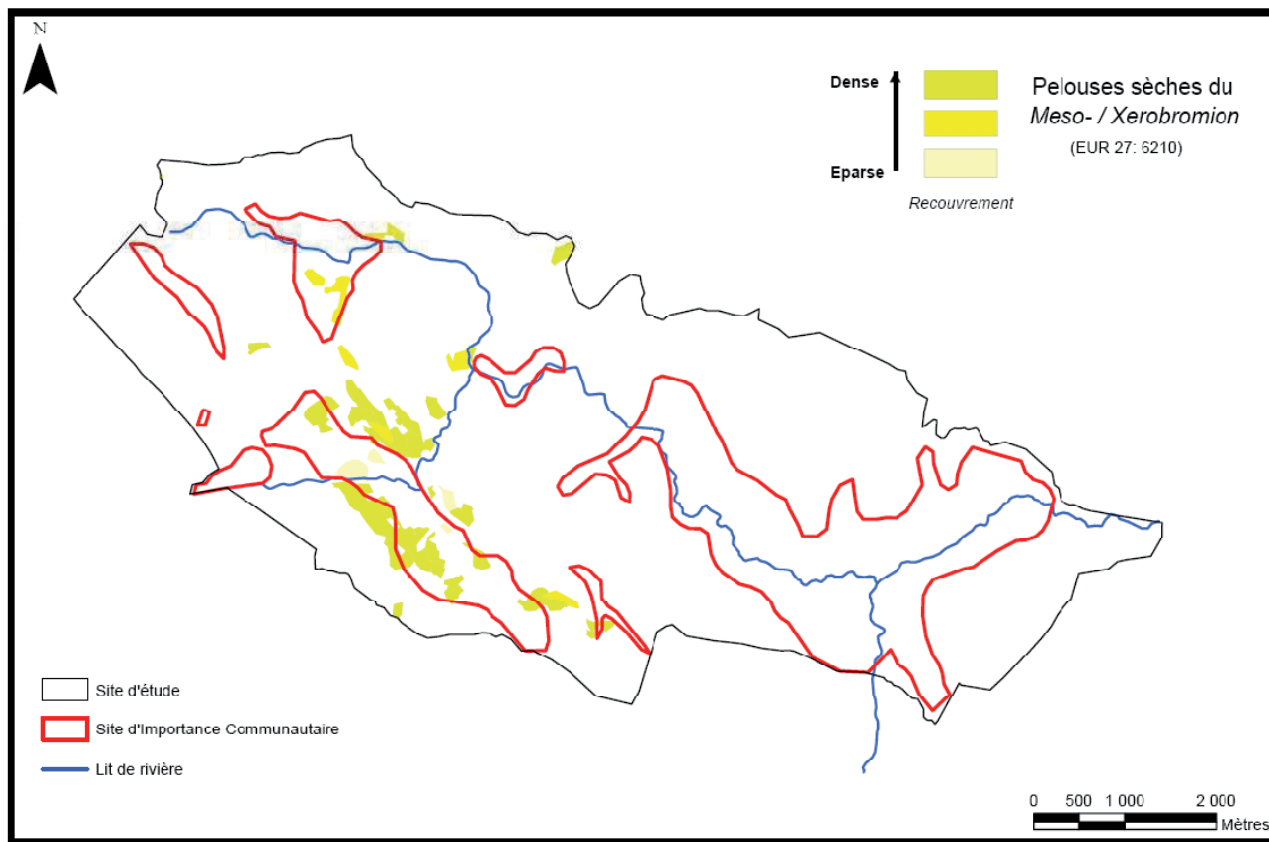 N
Dense
Eparse
Recouvrement
Pelouses sèches du
Meso- / Xerobromion
(EUR 27: 6210)
Site d'étude
Site d'Importance Communautaire
Lit de rivière
0 500 1 000 2 000
Mètres